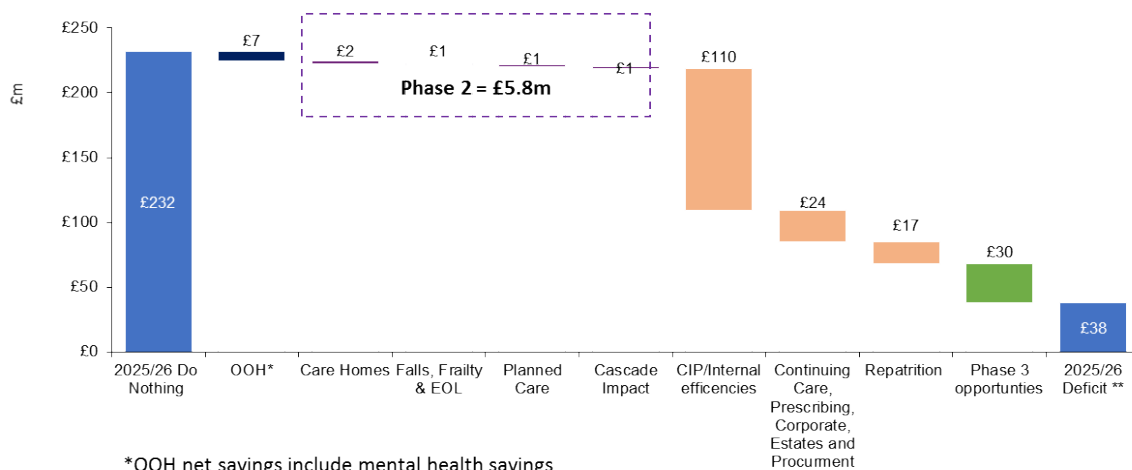 £m
£250
£200
£150
£100
£50
£0
£232
£7
£2
£1
£1
£1
Phase 2 = £5.8m
£110
£24
£17
£30
£38
2025/26 Do
Nothing
OOH*
Care Homes
Falls, Frailty
& EOL
Planned
Care
Cascade
Impact
CIP/Internal
efficencies
Continuing
Care,
Prescribing,
Corporate,
Estates and
Procurment
Repatrition
Phase 3
opportunties
2025/26
Deficit **
*OOH net savings include mental health savings